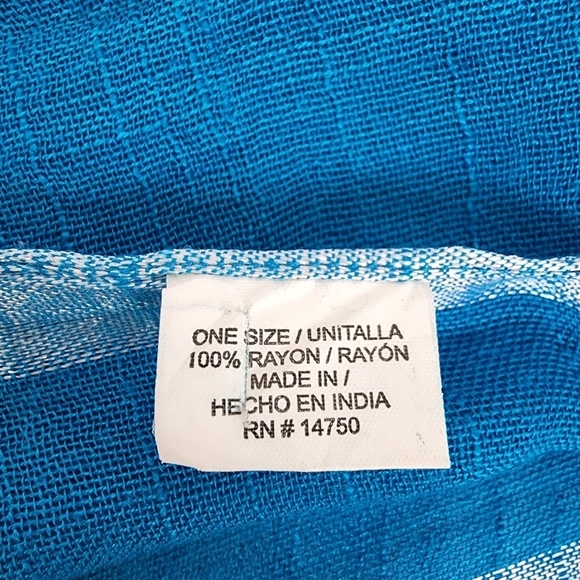 ONE SIZE / UNITALLA
100% RAYON / RAYÓN
MADE IN /
HECHO EN INDIA
RN # 14750